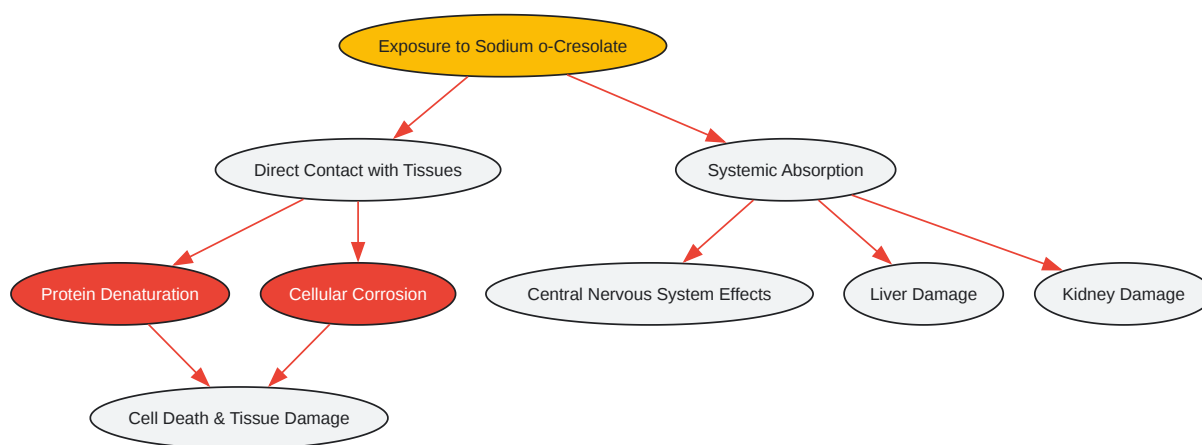 Exposure to Sodium o-Cresolate
Direct Contact with Tissues
Systemic Absorption
Protein Denaturation
Cellular Corrosion
Central Nervous System Effects
Liver Damage
Kidney Damage
Cell Death & Tissue Damage